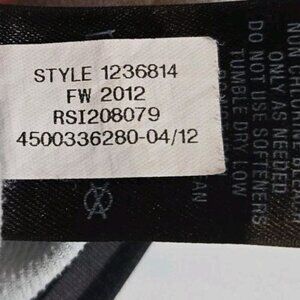 STYLE 1236814
FW 2012
RSI208079
4500336280-04/12
ONLY AS NEEDED
DO NOT USE SOFTENERS
TUMBLE DRY LOW